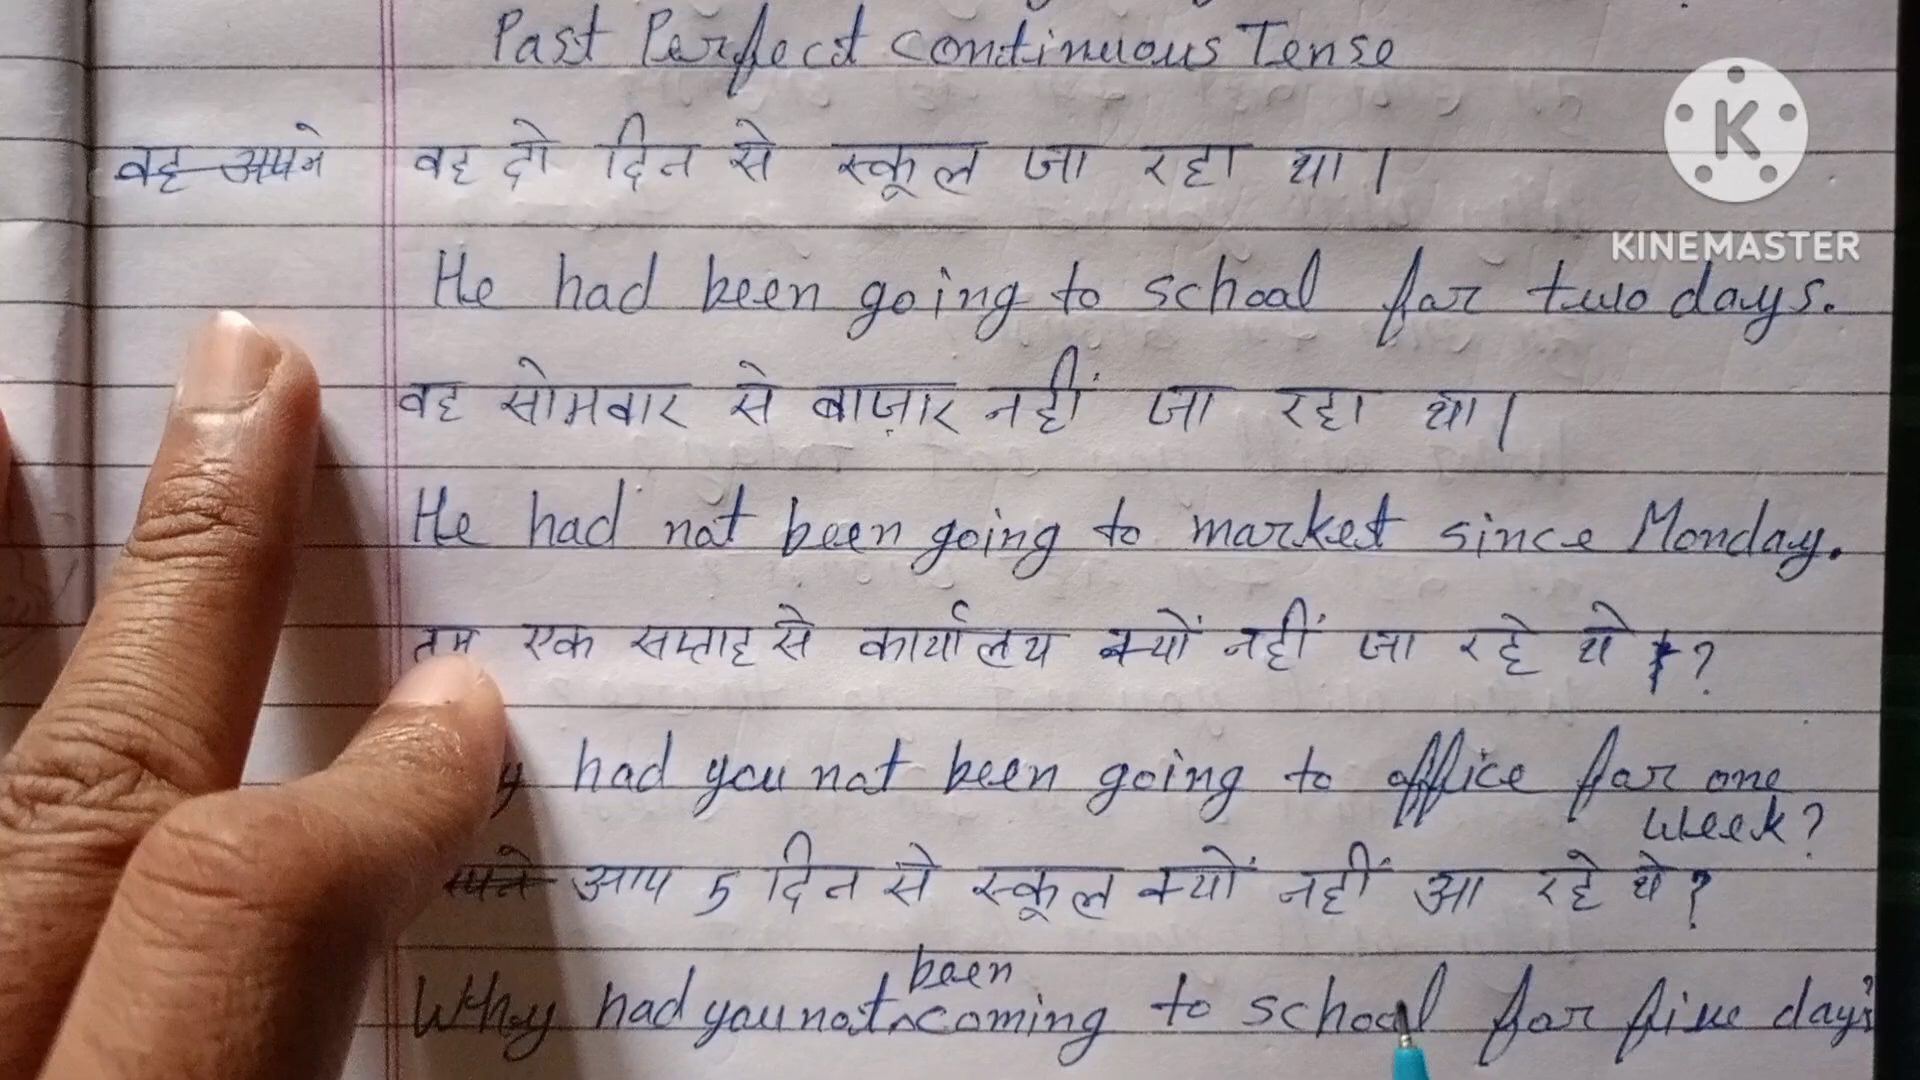 Past Perfect Continuous Tense
K
वह अपने वह दो दिन से स्कूल जा रहा था।
KINEMASTER
He had been going to school for two days.
वह सोमवार से बाज़ार नहीं जा रहा था।
He had not been going to market since Monday.
तुम एक सप्ताह से कार्यालय क्यों नहीं जा रहे थे ?
had you not been going to office for one
week?
आप 5 दिन से स्कूल क्यों नहीं आ रहे थे?
been
Why had you not coming to school for five days?